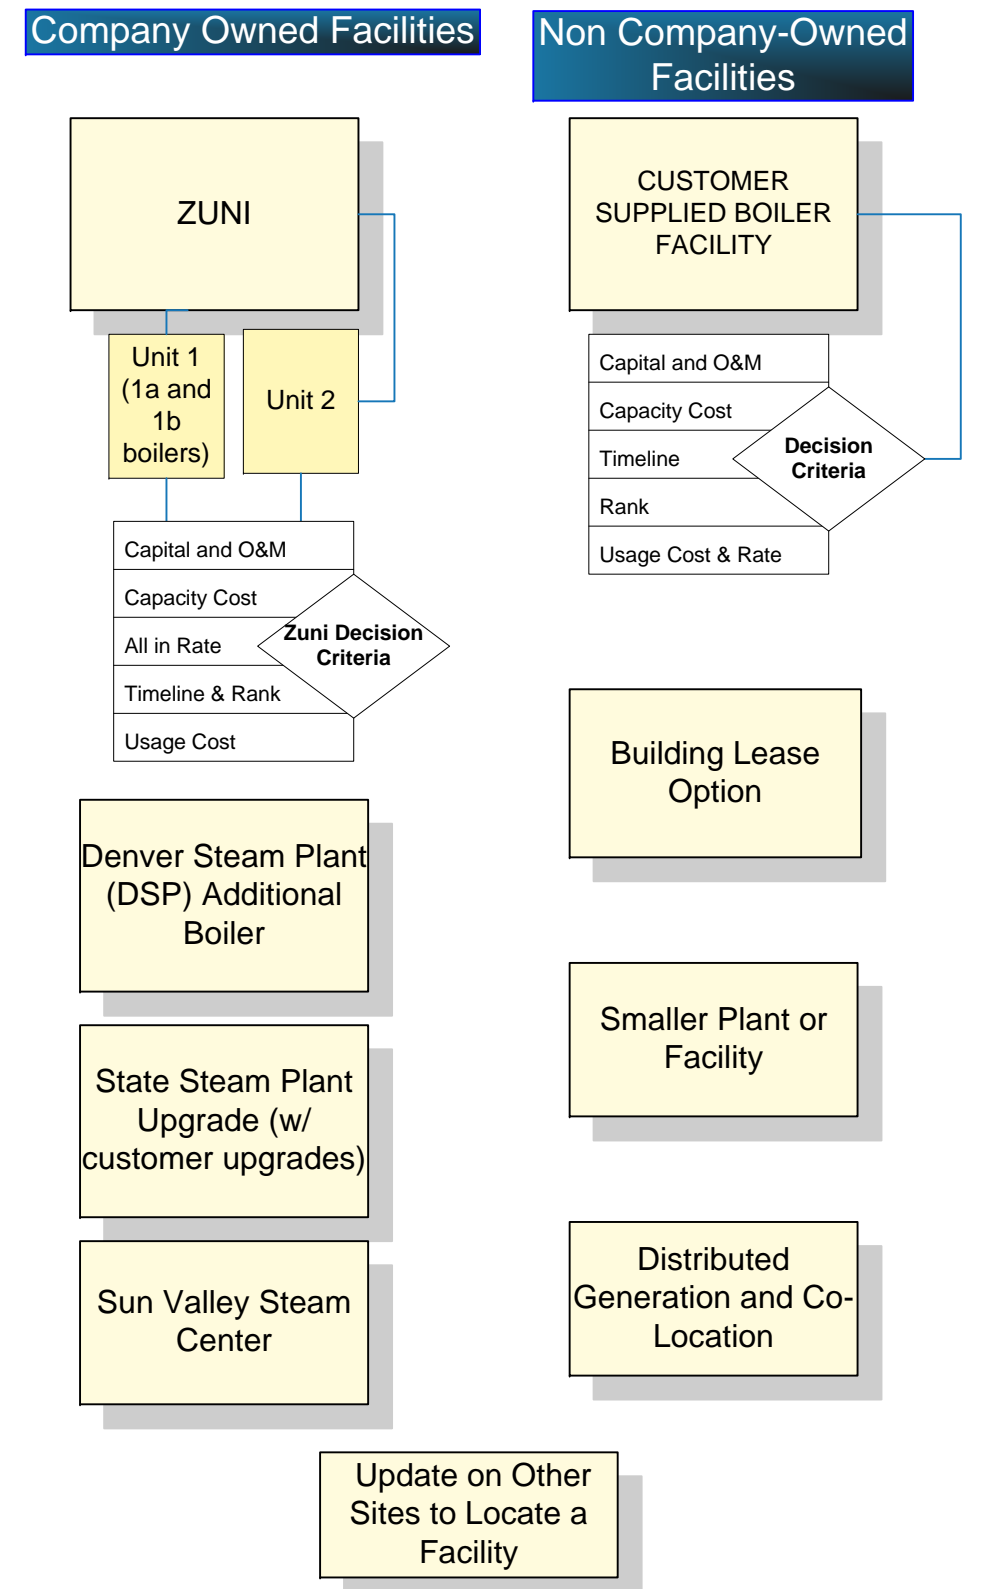 Company Owned Facilities
Non Company-Owned
Facilities
ZUNI
Unit 1
(1a and
1b
boilers)
Unit 2
Capital and O&M
Capacity Cost
All in Rate
Timeline & Rank
Usage Cost
Zuni Decision
Criteria
Denver Steam Plant
(DSP) Additional
Boiler
State Steam Plant
Upgrade (w/
customer upgrades)
Sun Valley Steam
Center
CUSTOMER
SUPPLIED BOILER
FACILITY
Capital and O&M
Capacity Cost
Timeline
Rank
Usage Cost & Rate
Decision
Criteria
Building Lease
Option
Smaller Plant or
Facility
Distributed
Generation and Co-
Location
Update on Other
Sites to Locate a
Facility